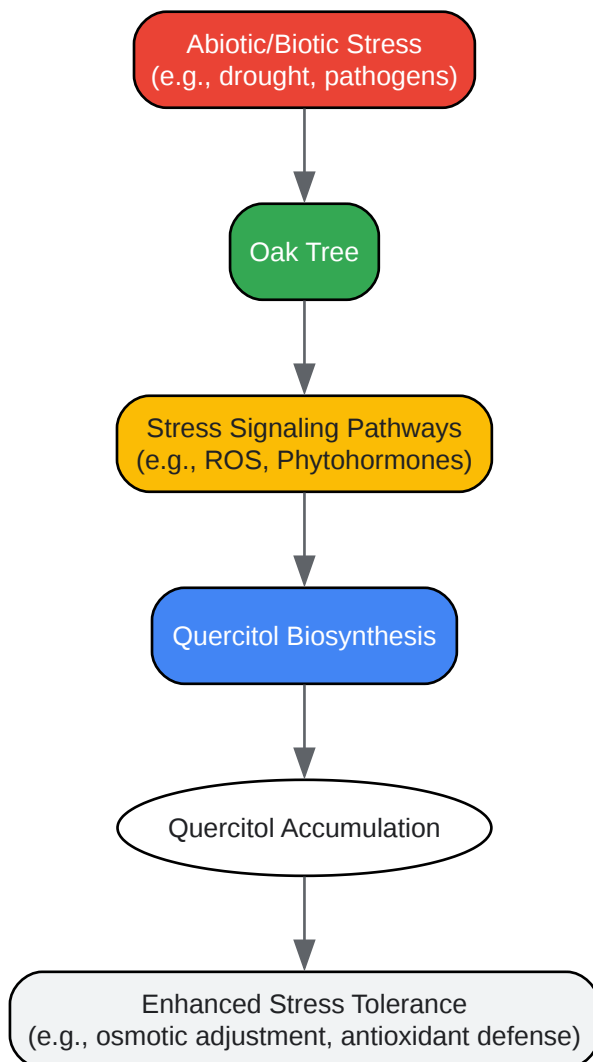 Abiotic/Biotic Stress
(e.g., drought, pathogens)
Oak Tree
Stress Signaling Pathways
(e.g., ROS, Phytohormones)
Quercitol Biosynthesis
Quercitol Accumulation
Enhanced Stress Tolerance
(e.g., osmotic adjustment, antioxidant defense)